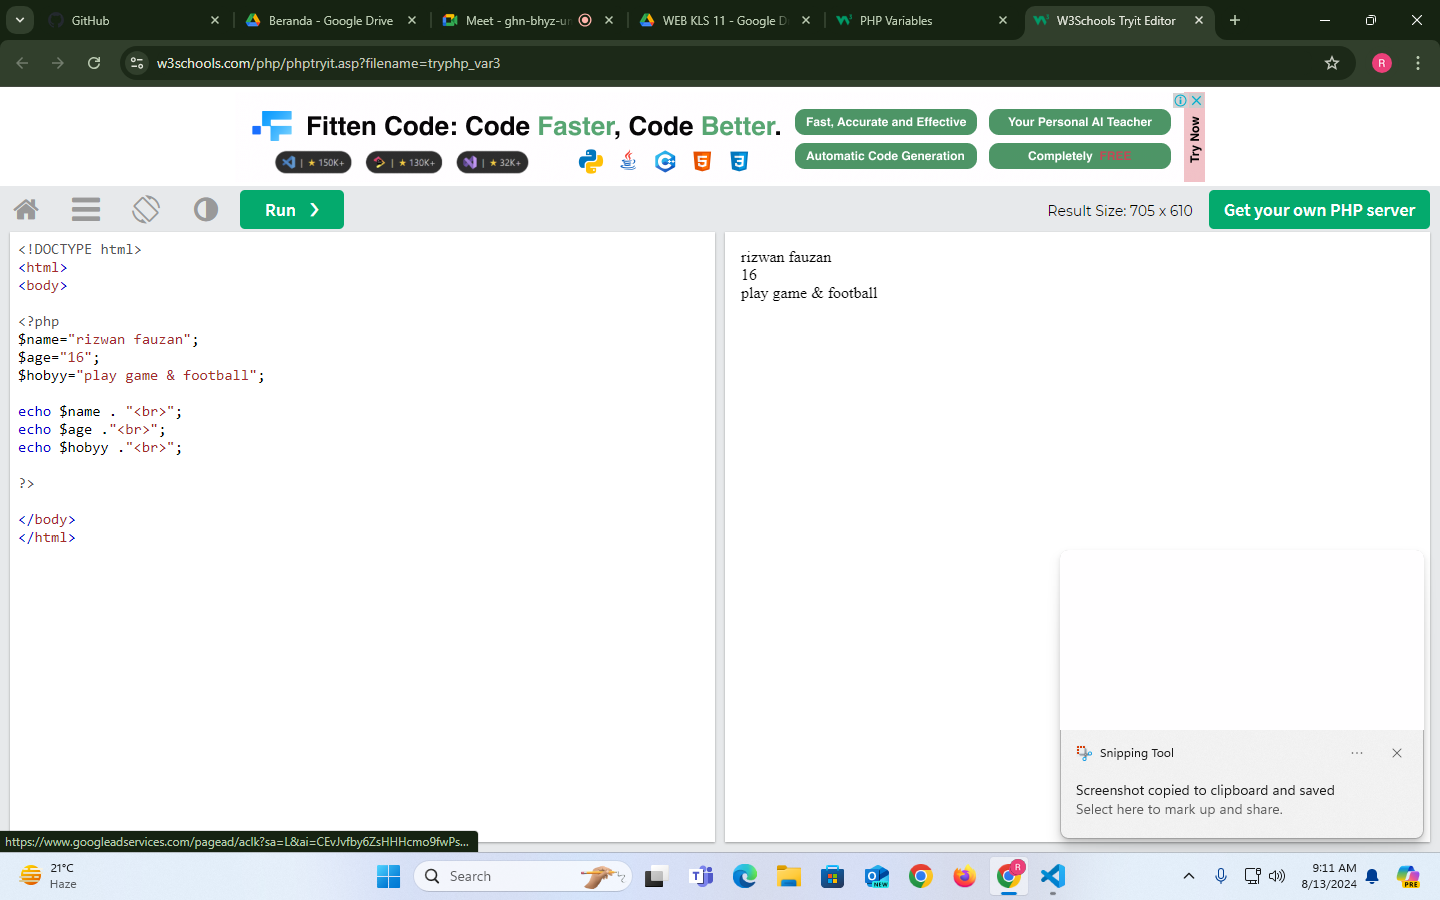 GitHub
Beranda - Google Drive
Meet - ghn-bhyz-ur
WEB KLS 11 - Google D
PHP Variables
W3Schools Tryit Editor
w3schools.com/php/phptryit.asp?filename=tryphp_var3
R
Fitten Code: Code Faster, Code Better.
| ★ 150K+
| ★ 130K+
| ★ 32K+
Fast, Accurate and Effective
Your Personal AI Teacher
Automatic Code Generation
Completely FREE
Try Now
Run ❯
Result Size: 705 x 610
Get your own PHP server
<!DOCTYPE html>
<html>
<body>
<?php
$name="rizwan fauzan";
$age="16";
$hobyy="play game & football";
echo $name . "<br>";
echo $age ."<br>";
echo $hobyy ."<br>";
?>
</body>
</html>
rizwan fauzan
16
play game & football
Snipping Tool
Screenshot copied to clipboard and saved
Select here to mark up and share.
https://www.googleadservices.com/pagead/aclk?sa=L&ai=CEvJvfby6ZsHHHcmo9fwPs...
21°C
Haze
Search
NEW
R
9:11 AM
8/13/2024
PRE